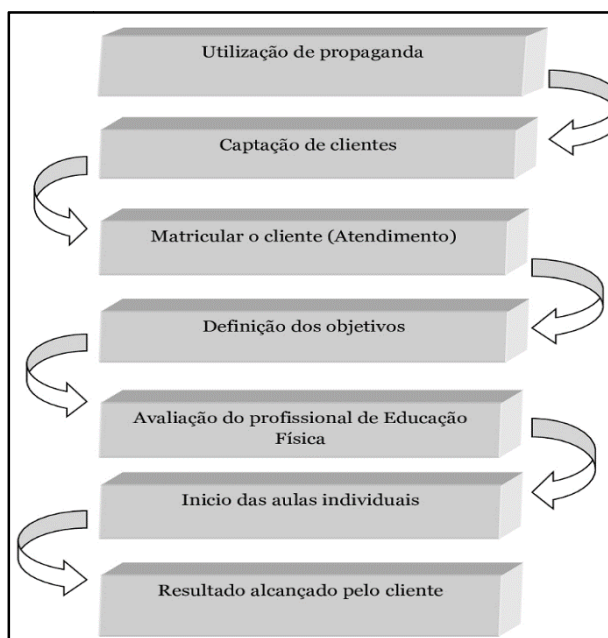 Utilização de propaganda
Captação de clientes
Matricular o cliente (Atendimento)
Definição dos objetivos
Avaliação do profissional de Educação
Física
Inicio das aulas individuais
Resultado alcançado pelo cliente